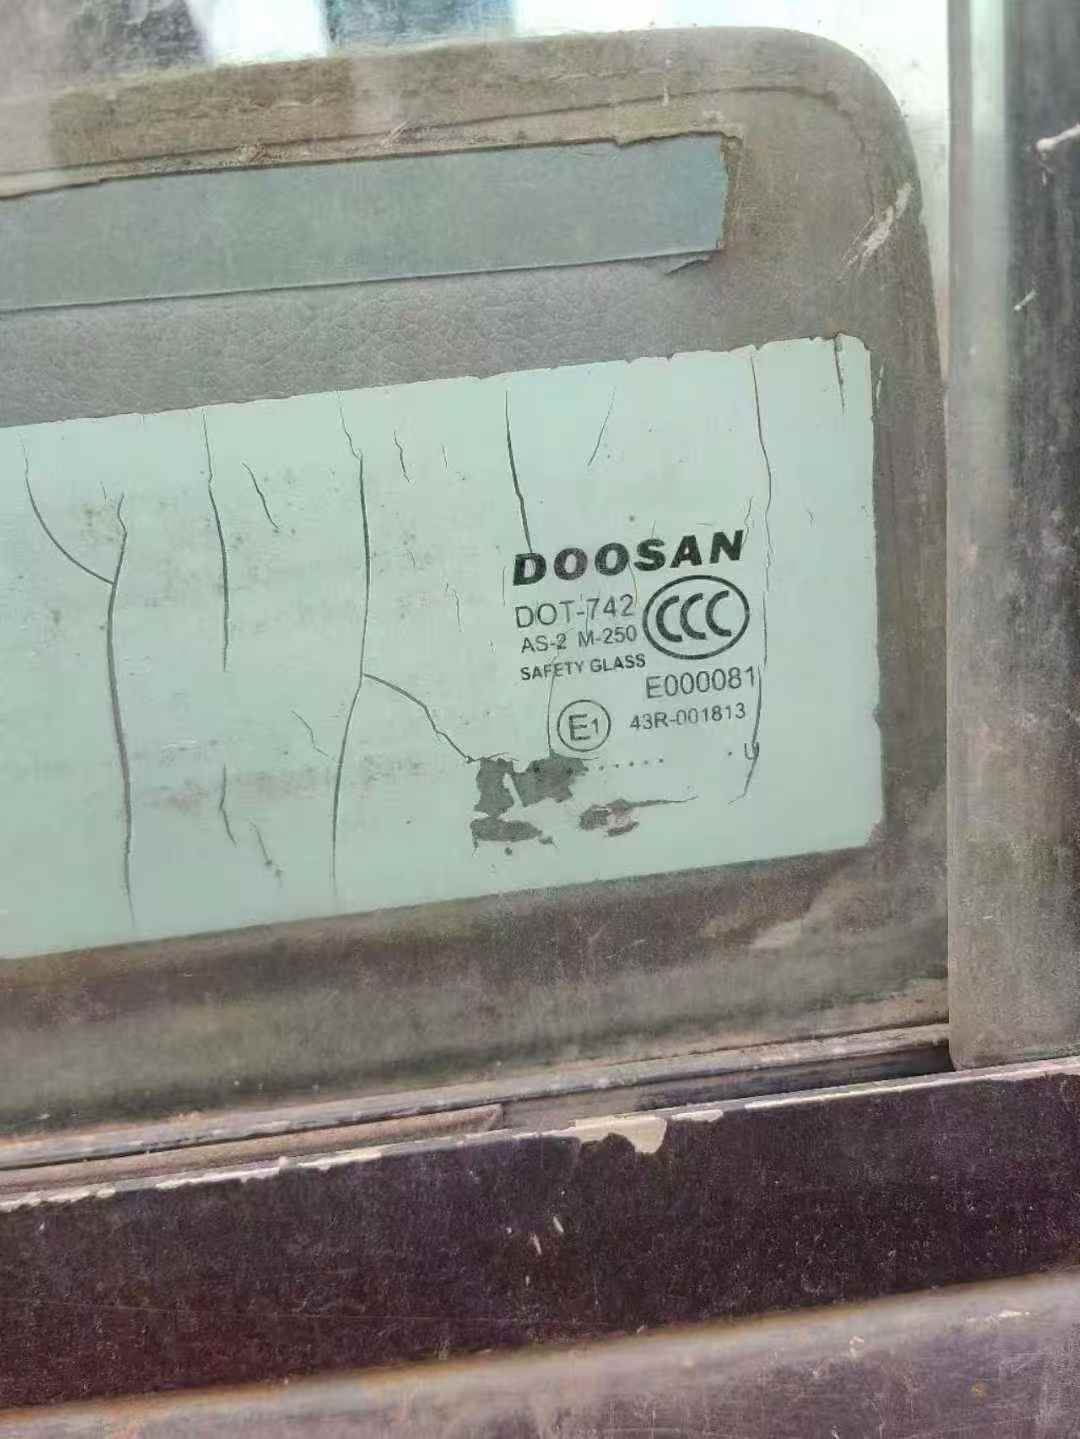 DOOSAN
DOT-742
CCC
AS-2 M-250
SAFETY GLASS
E000081
E1
43R-001813
....... .U